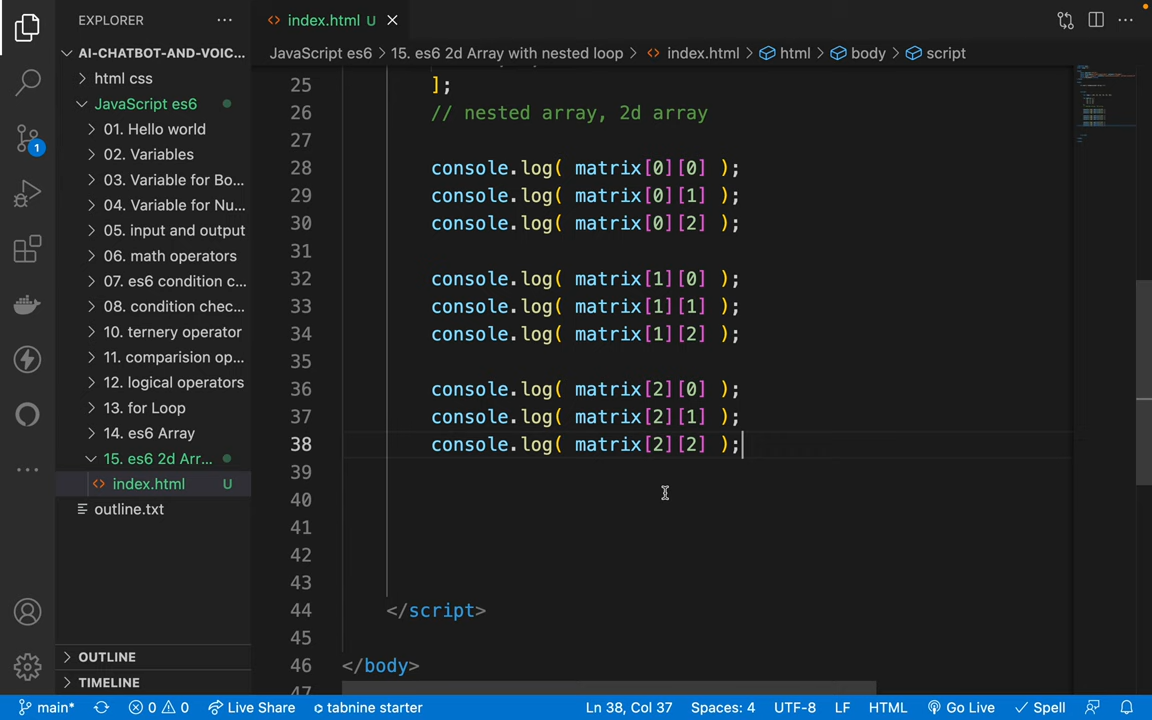 EXPLORER
index.html U
AI-CHATBOT-AND-VOIC...
JavaScript es6 > 15. es6 2d Array with nested loop > index.html > html > body > script
html css
JavaScript es6
01. Hello world
02. Variables
03. Variable for Bo...
04. Variable for Nu...
05. input and output
06. math operators
07. es6 condition c...
08. condition chec...
10. ternery operator
11. comparision op...
12. logical operators
13. for Loop
14. es6 Array
15. es6 2d Arr...
index.html U
outline.txt
OUTLINE
TIMELINE
1
25 ];
26 // nested array, 2d array
27
28 console.log( matrix[0][0] );
29 console.log( matrix[0][1] );
30 console.log( matrix[0][2] );
31
32 console.log( matrix[1][0] );
33 console.log( matrix[1][1] );
34 console.log( matrix[1][2] );
35
36 console.log( matrix[2][0] );
37 console.log( matrix[2][1] );
38 console.log( matrix[2][2] );
39
40
41
42
43
44 </script>
45
46 </body>
47
main* 0 0 Live Share tabnine starter Ln 38, Col 37 Spaces: 4 UTF-8 LF HTML Go Live Spell